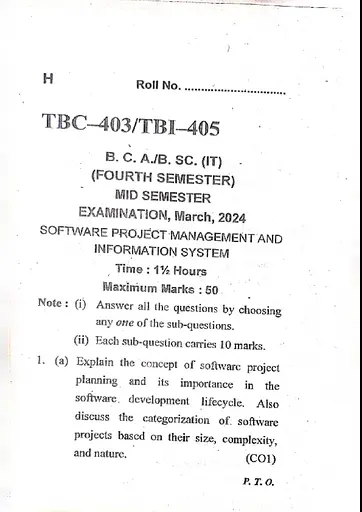 H
Roll No. ..............................
TBC–403/TBI–405
B. C. A./B. SC. (IT)
(FOURTH SEMESTER)
MID SEMESTER
EXAMINATION, March, 2024
SOFTWARE PROJECT MANAGEMENT AND
INFORMATION SYSTEM
Time : 1½ Hours
Maximum Marks : 50
Note : (i) Answer all the questions by choosing
any one of the sub-questions.
(ii) Each sub-question carries 10 marks.
1. (a) Explain the concept of software project
planning and its importance in the
software development lifecycle. Also
discuss the categorization of software
projects based on their size, complexity,
and nature. (CO1)
P. T. O.